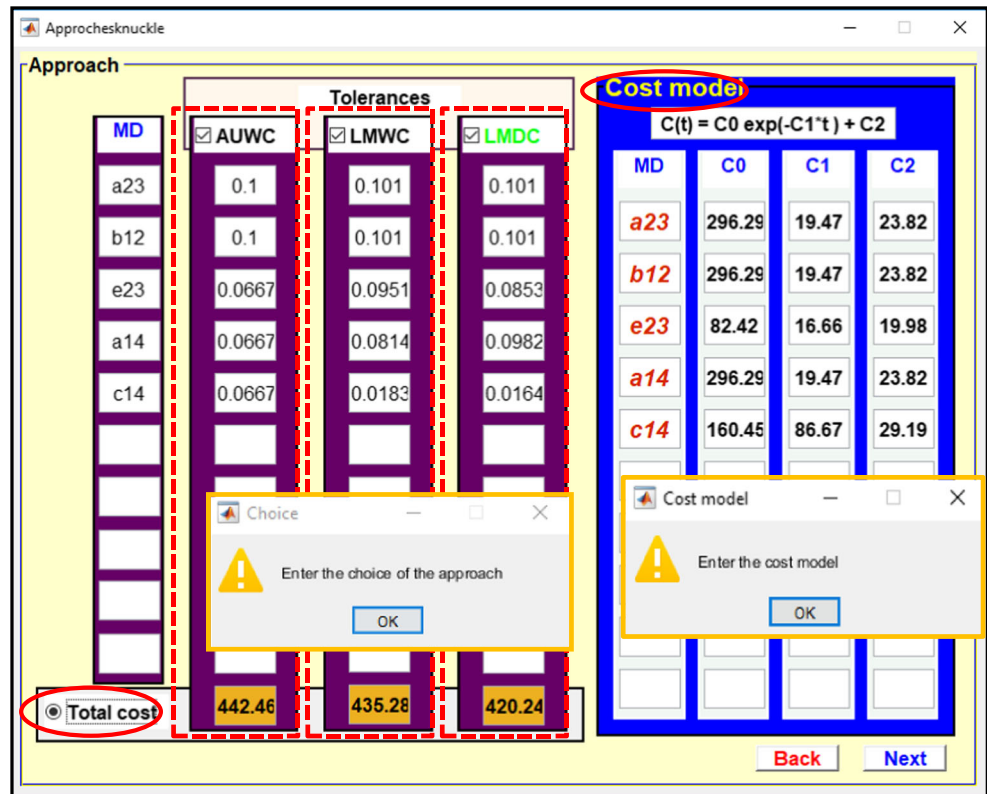 Approchesknuckle
Approach
Tolerances
MD AUWC LMWC LMDC
a23 0.1 0.101 0.101
b12 0.1 0.101 0.101
e23 0.0667 0.0951 0.0853
a14 0.0667 0.0814 0.0982
c14 0.0667 0.0183 0.0164
Total cost 442.46 435.28 420.24
Cost model
C(t) = C0 exp(-C1*t ) + C2
MD C0 C1 C2
a23 296.29 19.47 23.82
b12 296.29 19.47 23.82
e23 82.42 16.66 19.98
a14 296.29 19.47 23.82
c14 160.45 86.67 29.19
Choice
Enter the choice of the approach
OK
Cost model
Enter the cost model
OK
Back Next